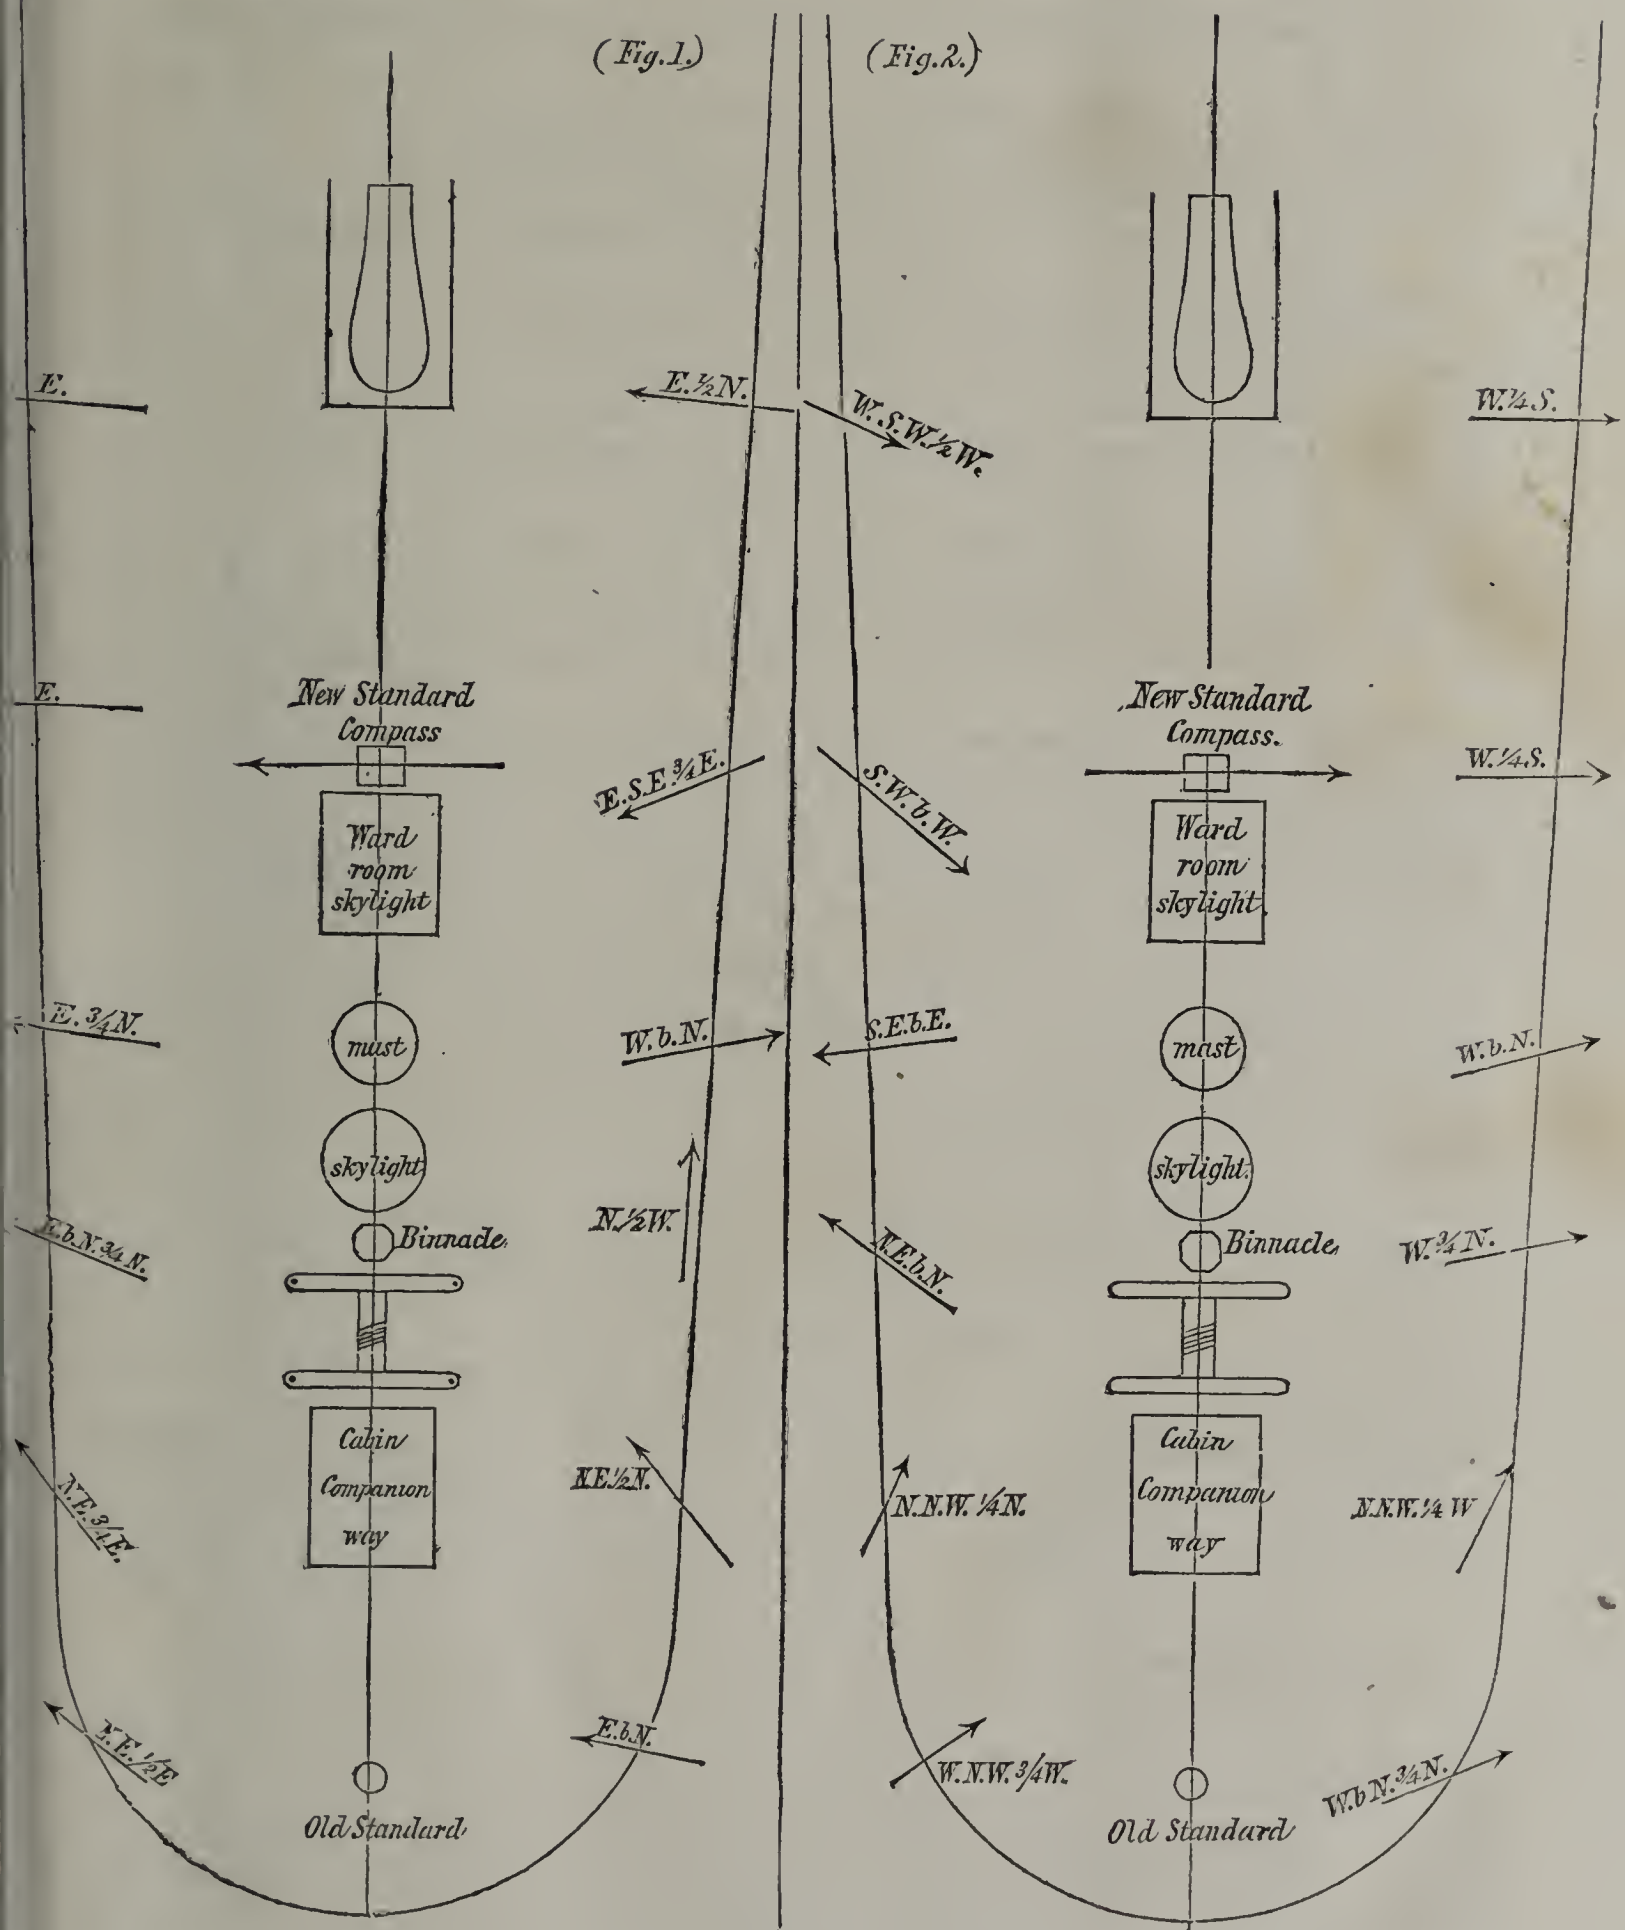 (Fig.1.)
E.
E.½N.
E.
New Standard
Compass
E.S.E.¾E.
Ward
room
skylight
E.¾N.
mast
W.b.N.
skylight
N.½W.
E.b.N.¾N.
Binnacle
Cabin
Companion
way
N.E.¾E.
N.E.½N.
N.E.½E
E.b.N.
Old Standard
(Fig.2.)
W.S.W.½W.
W.¼S.
New Standard
Compass.
S.W.b.W.
W.¼S.
Ward
room
skylight
S.E.b.E.
mast
W.b.N.
skylight
N.E.b.N.
Binnacle
W.¾N.
Cabin
Companion
way
N.N.W.¼N.
N.N.W.¼W
W.N.W.¾W.
W.bN.¾N.
Old Standard